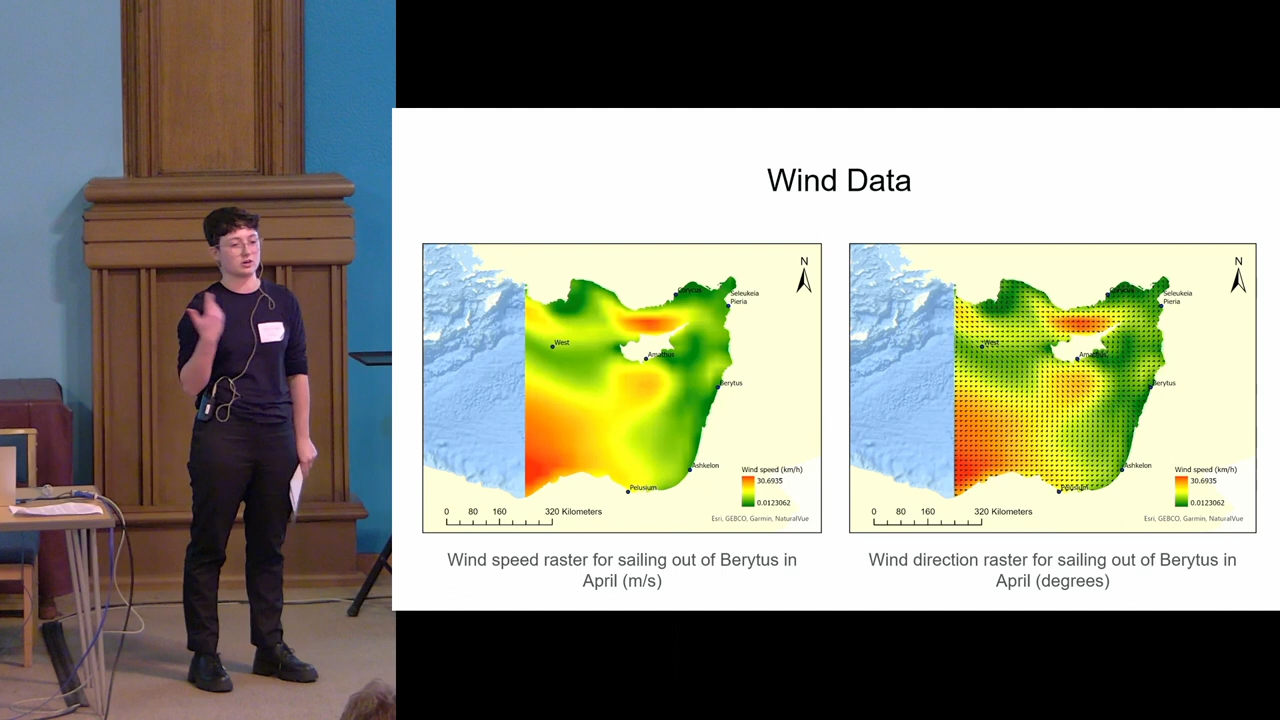 Wind Data
N
Corycus
Seleukeia
Pieria
West
Amathus
Berytus
Ashkelon
Pelusium
Wind speed (km/h)
30.6935
0.0123062
0 80 160 320 Kilometers
Esri, GEBCO, Garmin, NaturalVue
Wind speed raster for sailing out of Berytus in
April (m/s)
N
Seleukeia
Pieria
West
Amathus
Berytus
Ashkelon
Wind speed (km/h)
30.6935
0.0123062
0 80 160 320 Kilometers
Esri, GEBCO, Garmin, NaturalVue
Wind direction raster for sailing out of Berytus in
April (degrees)